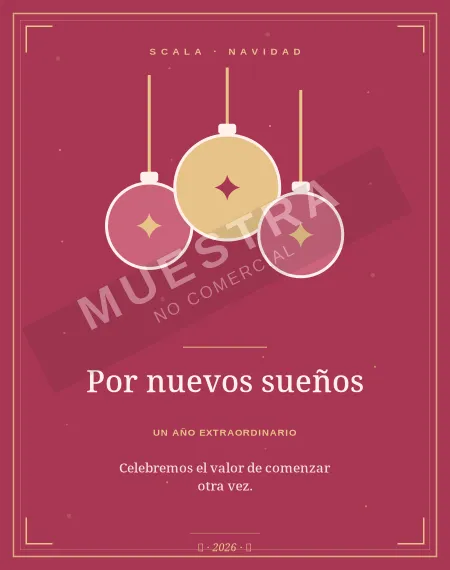 SCALA · NAVIDAD
MUESTRA
NO COMERCIAL
Por nuevos sueños
UN AÑO EXTRAORDINARIO
Celebremos el valor de comenzar
otra vez.
· 2026 ·